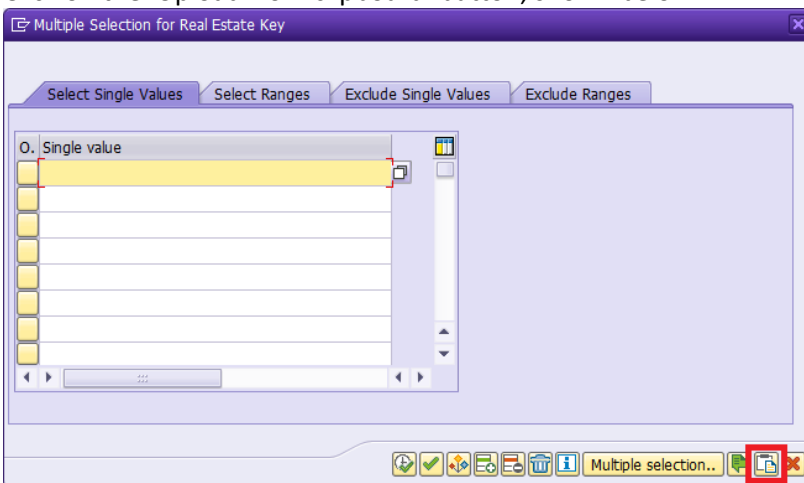 Multiple Selection for Real Estate Key
Select Single Values Select Ranges Exclude Single Values Exclude Ranges
O. Single value
Multiple selection..